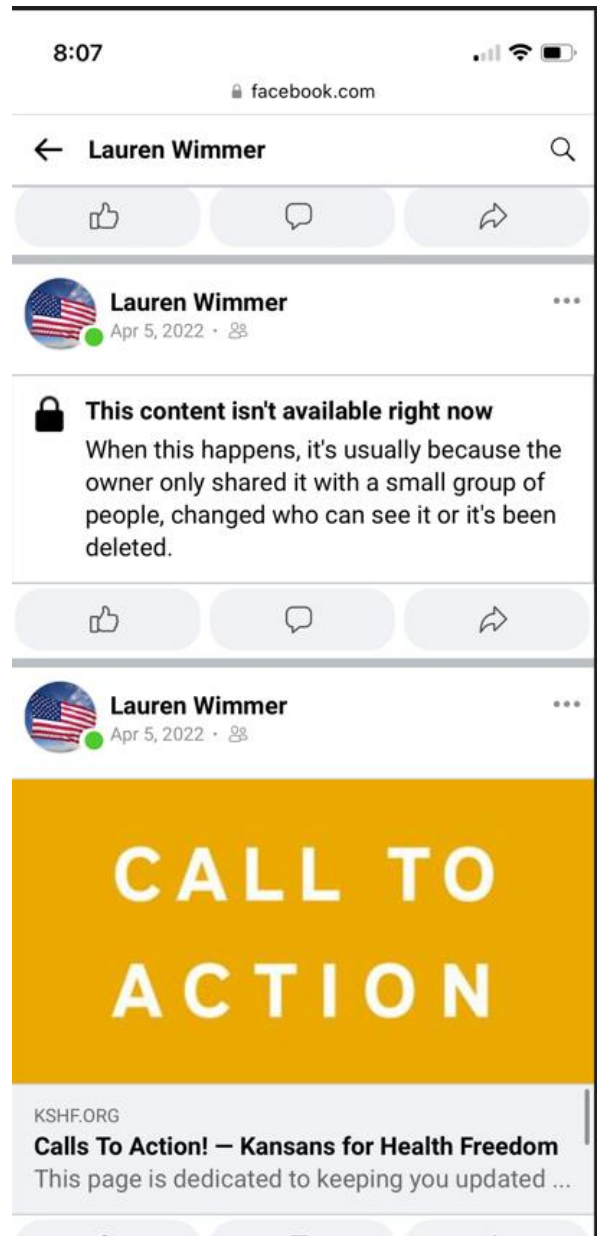 8:07
facebook.com
Lauren Wimmer
Lauren Wimmer
Apr 5, 2022 ·
This content isn't available right now
When this happens, it's usually because the
owner only shared it with a small group of
people, changed who can see it or it's been
deleted.
Lauren Wimmer
Apr 5, 2022 ·
CALL TO
ACTION
KSHF.ORG
Calls To Action! — Kansans for Health Freedom
This page is dedicated to keeping you updated ...